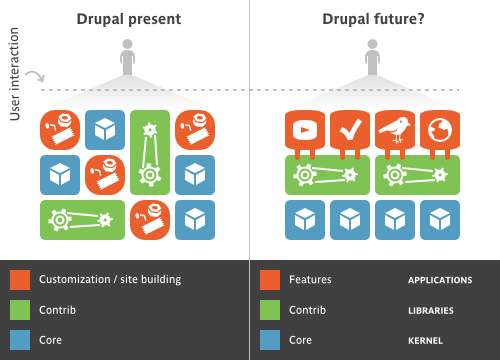 Drupal present
Drupal future?
User interaction
Customization / site building
Contrib
Core
Features APPLICATIONS
Contrib LIBRARIES
Core KERNEL